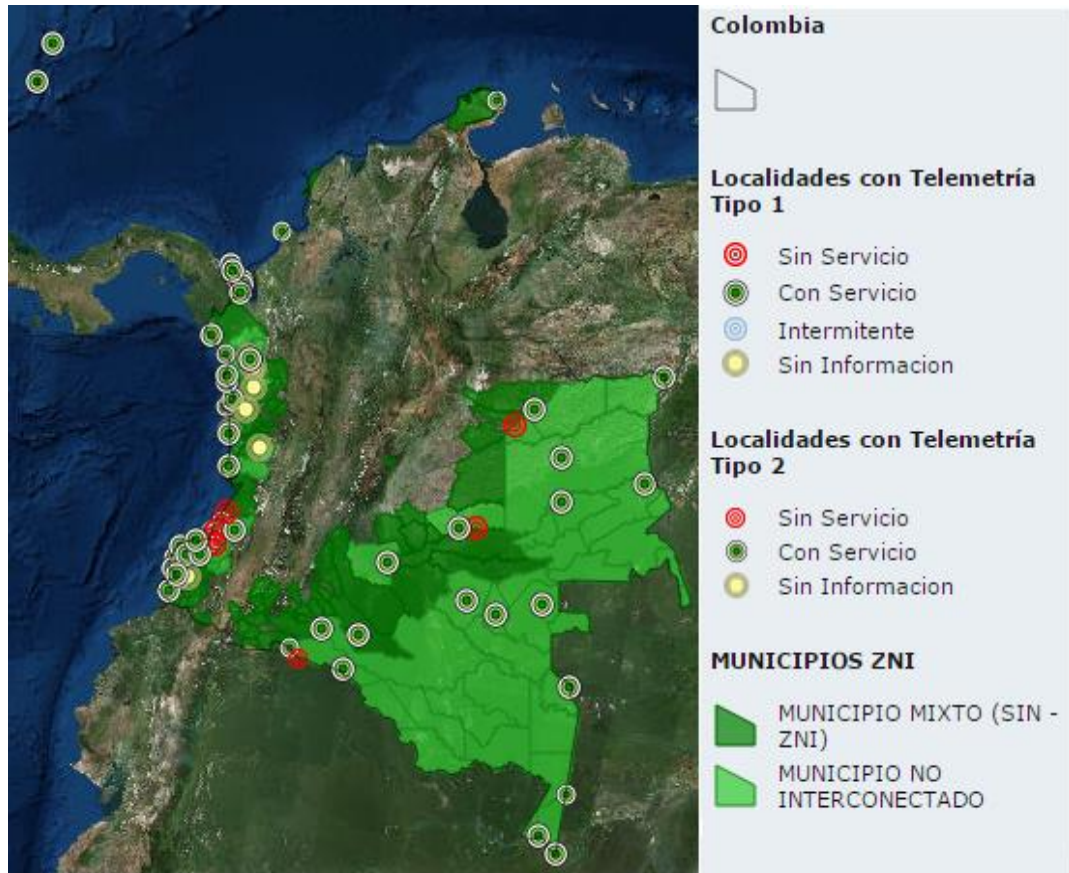 Colombia
Localidades con Telemetría
Tipo 1
Sin Servicio
Con Servicio
Intermitente
Sin Informacion
Localidades con Telemetría
Tipo 2
Sin Servicio
Con Servicio
Sin Informacion
MUNICIPIOS ZNI
MUNICIPIO MIXTO (SIN -
ZNI)
MUNICIPIO NO
INTERCONECTADO